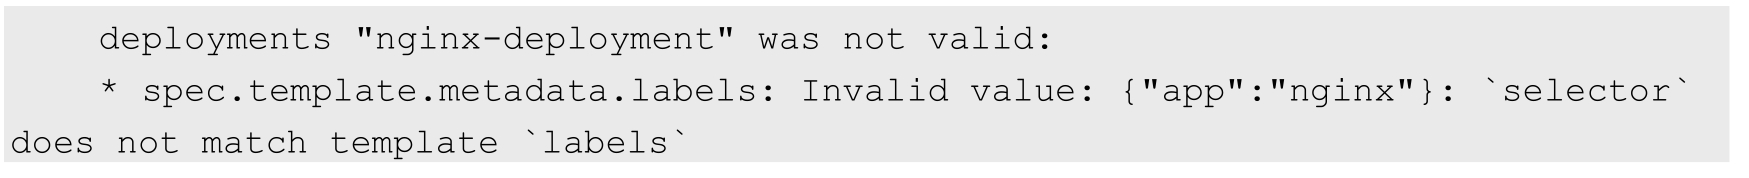 deployments "nginx-deployment" was not valid:
* spec.template.metadata.labels: Invalid value: {"app":"nginx"}: `selector`
does not match template `labels`